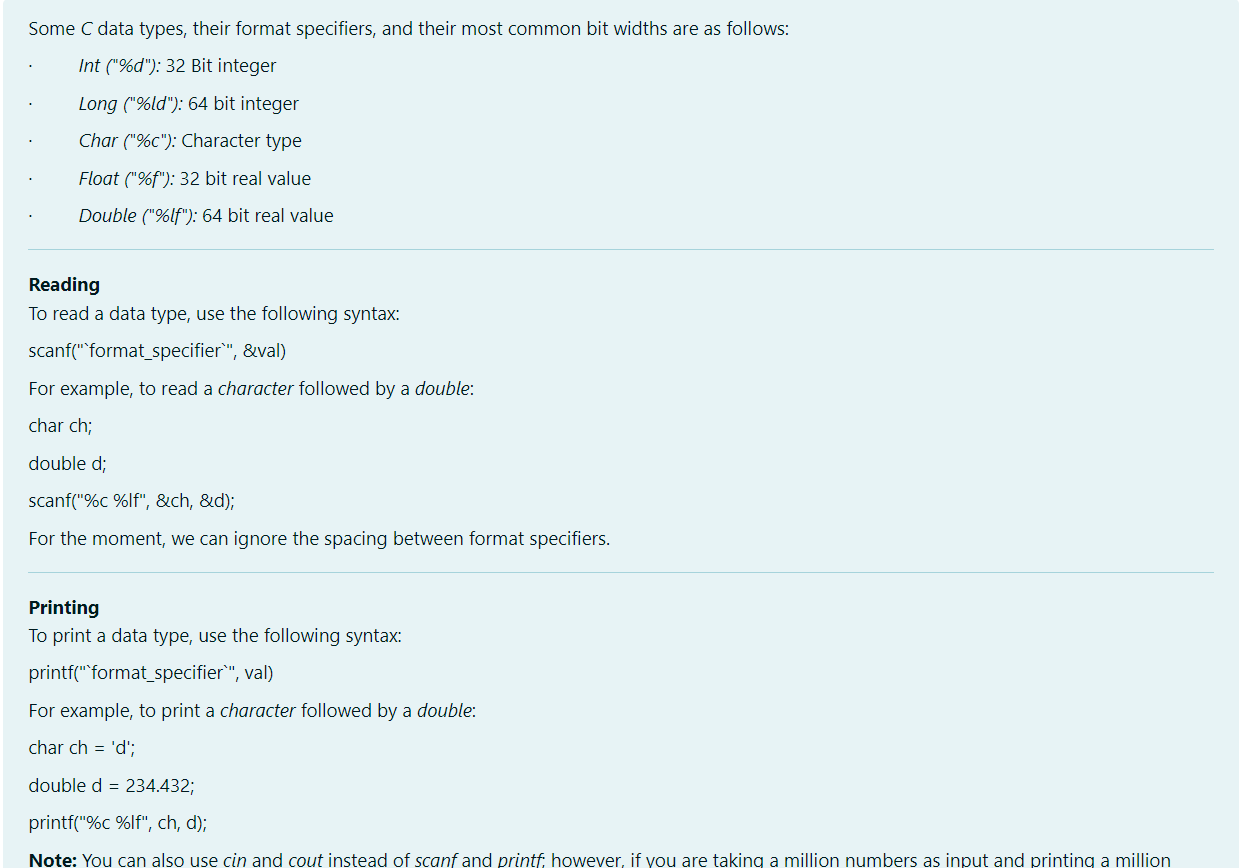 Some C data types, their format specifiers, and their most common bit widths are as follows:
· Int ("%d"): 32 Bit integer
· Long ("%ld"): 64 bit integer
· Char ("%c"): Character type
· Float ("%f"): 32 bit real value
· Double ("%lf"): 64 bit real value
Reading
To read a data type, use the following syntax:
scanf("`format_specifier`", &val)
For example, to read a character followed by a double:
char ch;
double d;
scanf("%c %lf", &ch, &d);
For the moment, we can ignore the spacing between format specifiers.
Printing
To print a data type, use the following syntax:
printf("`format_specifier`", val)
For example, to print a character followed by a double:
char ch = 'd';
double d = 234.432;
printf("%c %lf", ch, d);
Note: You can also use cin and cout instead of scanf and printf; however, if you are taking a million numbers as input and printing a million